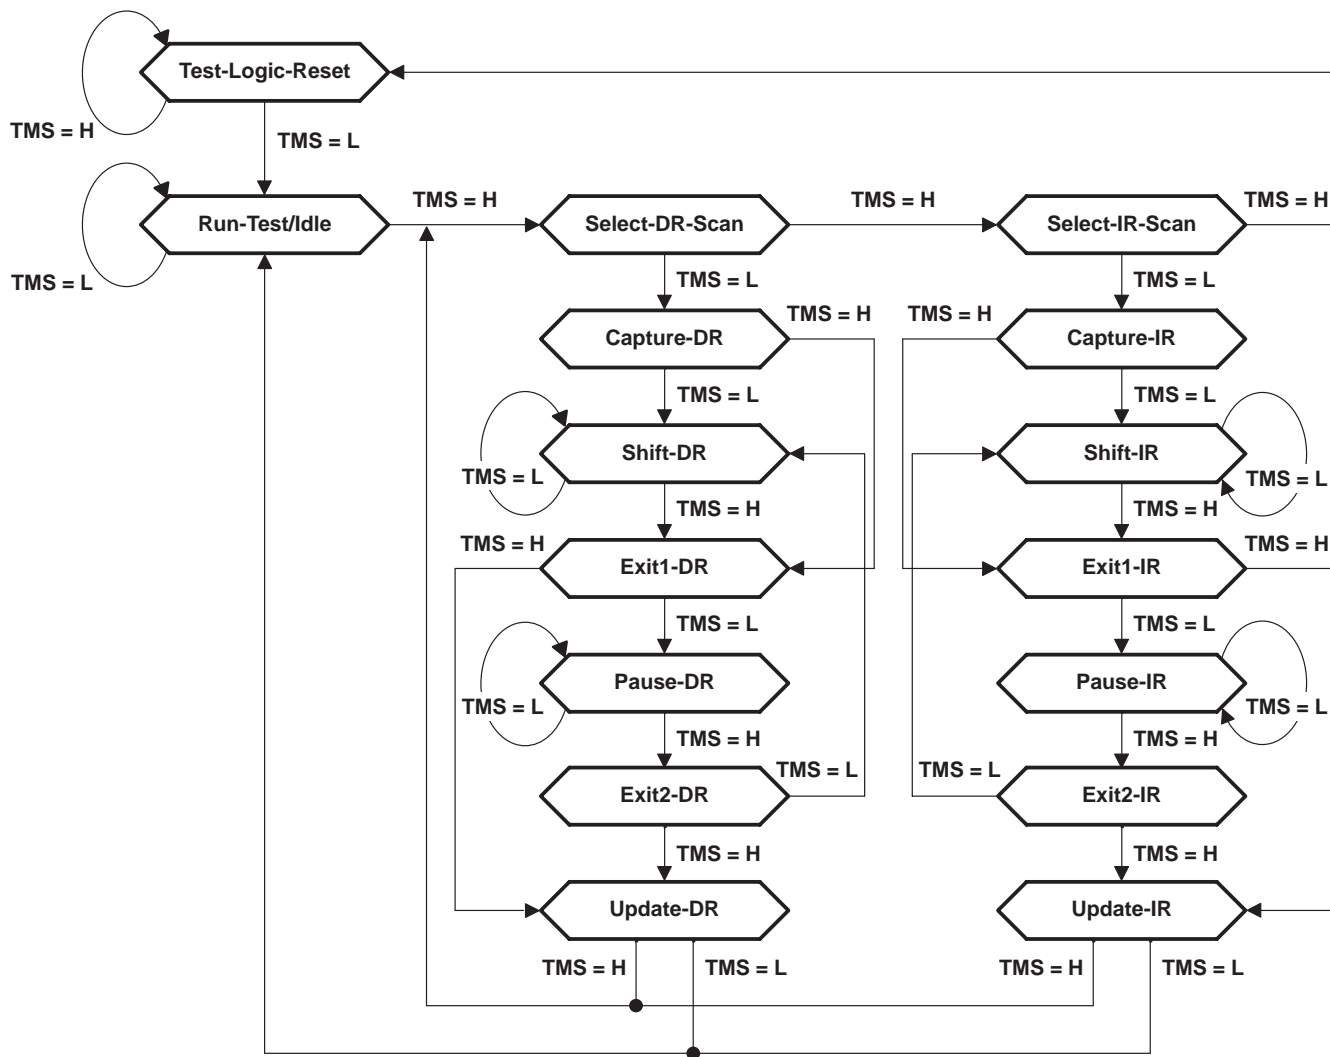 Test-Logic-Reset
TMS = H
TMS = L
TMS = H
TMS = H
TMS = H
Run-Test/Idle
Select-DR-Scan
Select-IR-Scan
TMS = L
TMS = L
TMS = L
TMS = H
TMS = H
Capture-DR
Capture-IR
TMS = L
TMS = L
Shift-DR
Shift-IR
TMS = L
TMS = L
TMS = H
TMS = H
TMS = H
TMS = H
Exit1-DR
Exit1-IR
TMS = L
TMS = L
Pause-DR
Pause-IR
TMS = L
TMS = L
TMS = H
TMS = H
TMS = L
TMS = L
Exit2-DR
Exit2-IR
TMS = H
TMS = H
Update-DR
Update-IR
TMS = H
TMS = L
TMS = H
TMS = L